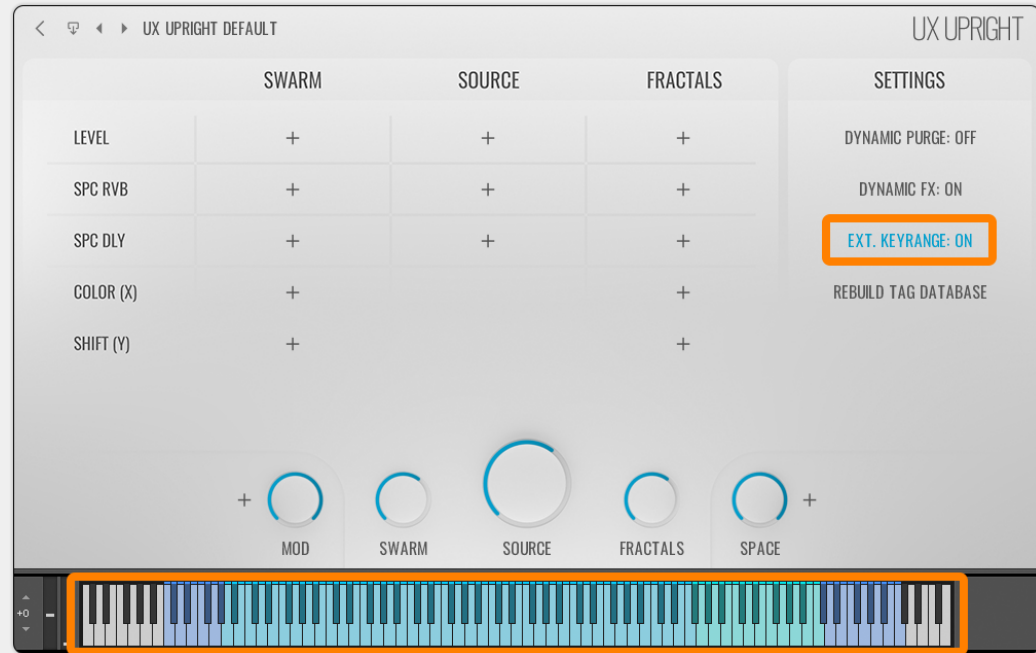 UX UPRIGHT DEFAULT
UX UPRIGHT
SWARM SOURCE FRACTALS SETTINGS
LEVEL + + + DYNAMIC PURGE: OFF
SPC RVB + + + DYNAMIC FX: ON
SPC DLY + + + EXT. KEYRANGE: ON
COLOR (X) + + REBUILD TAG DATABASE
SHIFT (Y) + +
+ +
MOD SWARM SOURCE FRACTALS SPACE
+0